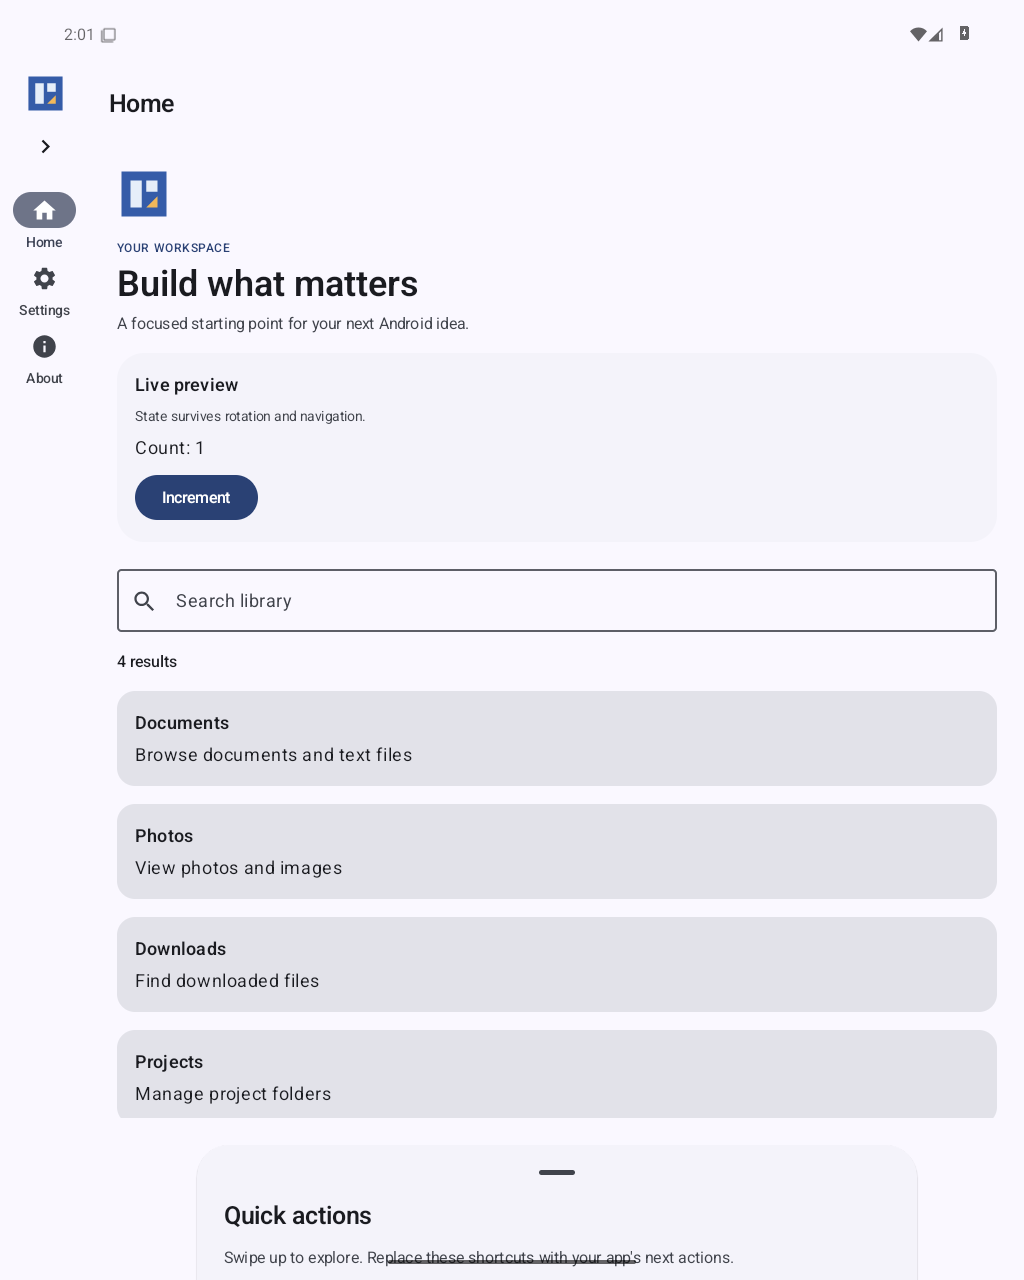 2:01
Home
Home
Settings
About
YOUR WORKSPACE
Build what matters
A focused starting point for your next Android idea.
Live preview
State survives rotation and navigation.
Count: 1
Increment
Search library
4 results
Documents
Browse documents and text files
Photos
View photos and images
Downloads
Find downloaded files
Projects
Manage project folders
Quick actions
Swipe up to explore. Replace these shortcuts with your app's next actions.